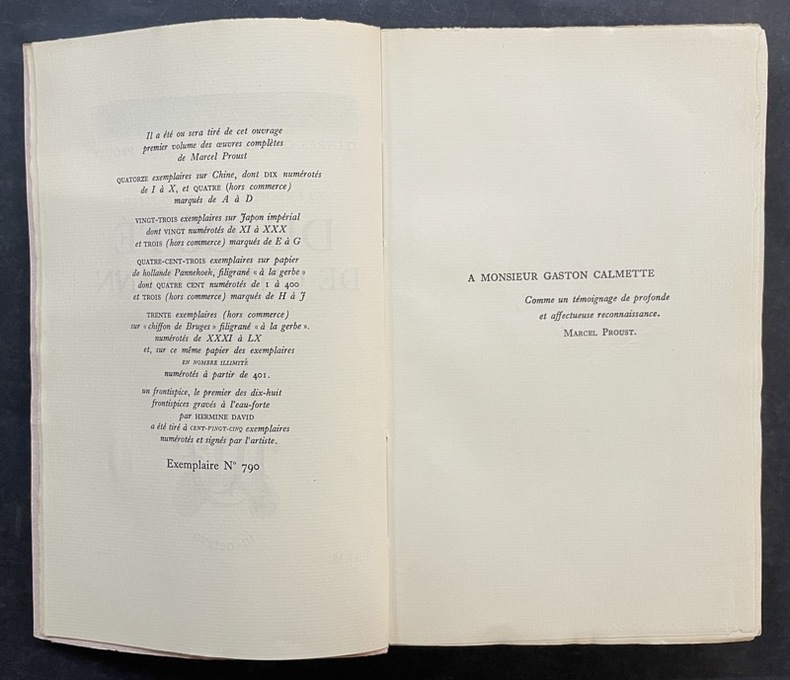 Il a été ou sera tiré de cet ouvrage
premier volume des œuvres complètes
de Marcel Proust
QUATORZE exemplaires sur Chine, dont DIX numérotés
de I à X, et QUATRE (hors commerce)
marqués de A à D
VINGT-TROIS exemplaires sur Japon impérial
dont VINGT numérotés de XI à XXX
et TROIS (hors commerce) marqués de E à G
QUATRE-CENT-TROIS exemplaires sur papier
de hollande Pannekoek, filigrané « à la gerbe »
dont QUATRE CENT numérotés de 1 à 400
et TROIS (hors commerce) marqués de H à J
TRENTE exemplaires (hors commerce)
sur « chiffon de Bruges » filigrané « à la gerbe ».
numérotés de XXXI à LX
et, sur ce même papier des exemplaires
EN NOMBRE ILLIMITÉ
numérotés à partir de 401.
un frontispice, le premier des dix-huit
frontispices gravés à l'eau-forte
par HERMINE DAVID
a été tiré à CENT-VINGT-CINQ exemplaires
numérotés et signés par l'artiste.
Exemplaire N° 790
A MONSIEUR GASTON CALMETTE
Comme un témoignage de profonde
et affectueuse reconnaissance.
MARCEL PROUST.